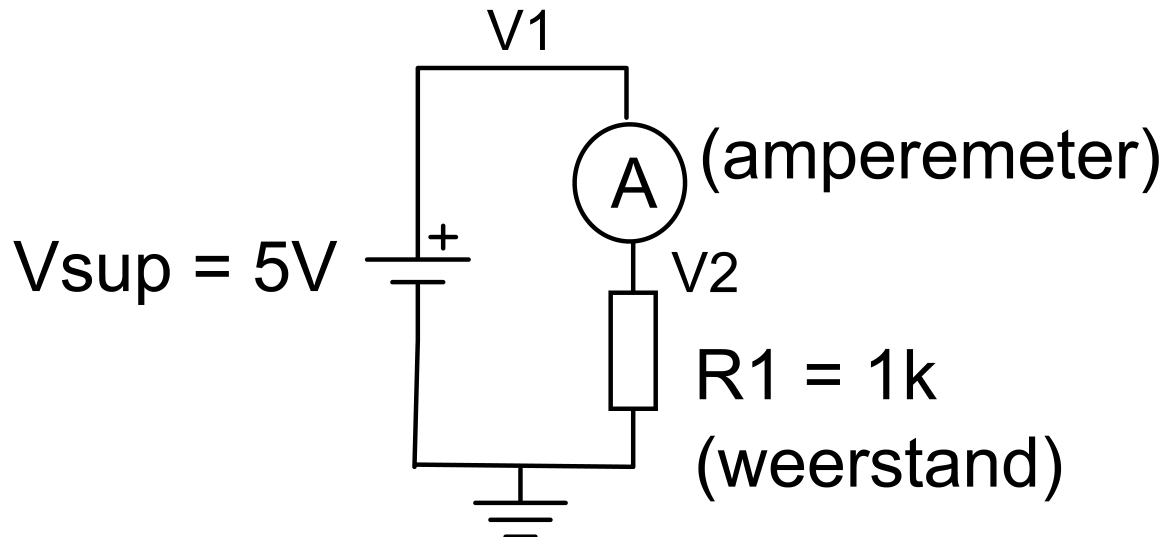 V1
A
(amperemeter)
+
Vsup = 5V
V2
R1 = 1k
(weerstand)